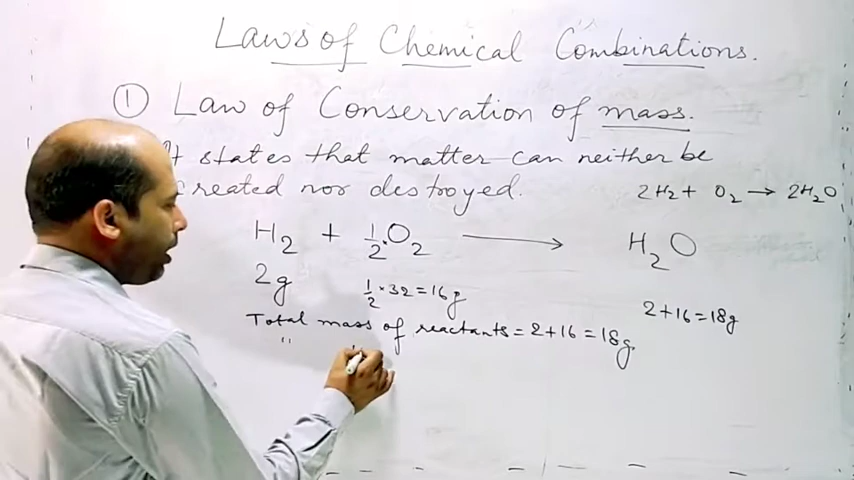 Laws of Chemical Combinations.
① Law of Conservation of mass.
It states that matter can neither be
created nor destroyed.
2H₂ + O₂ → 2H₂O
H₂ + 1/2 O₂ → H₂O
2g 1/2 × 32 = 16g 2+16=18g
Total mass of reactants = 2+16 = 18g.
" "